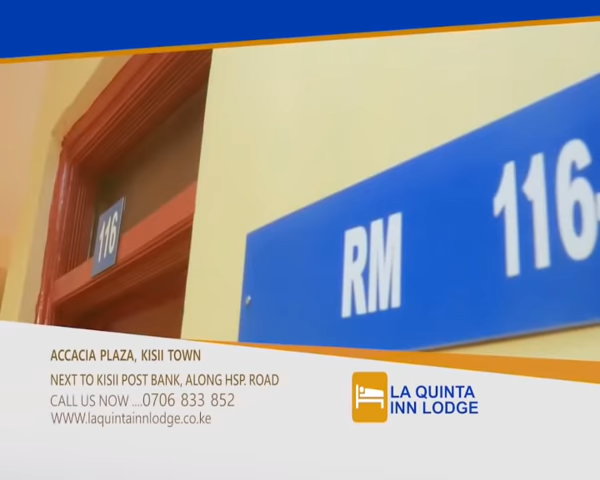 116
RM 116-
ACCACIA PLAZA, KISII TOWN
NEXT TO KISII POST BANK, ALONG HSP. ROAD
CALL US NOW ....0706 833 852
WWW.laquintainnlodge.co.ke
LA QUINTA
INN LODGE